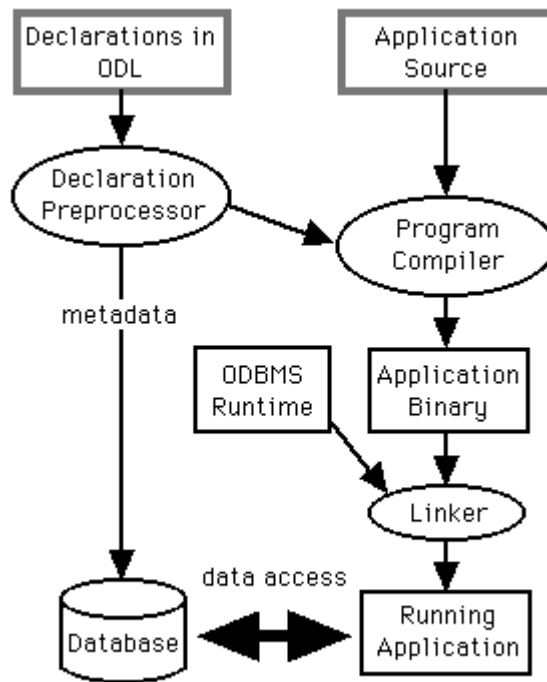 Declarations in
ODL
Application
Source
Declaration
Preprocessor
Program
Compiler
metadata
ODBMS
Runtime
Application
Binary
Linker
data access
Database
Running
Application